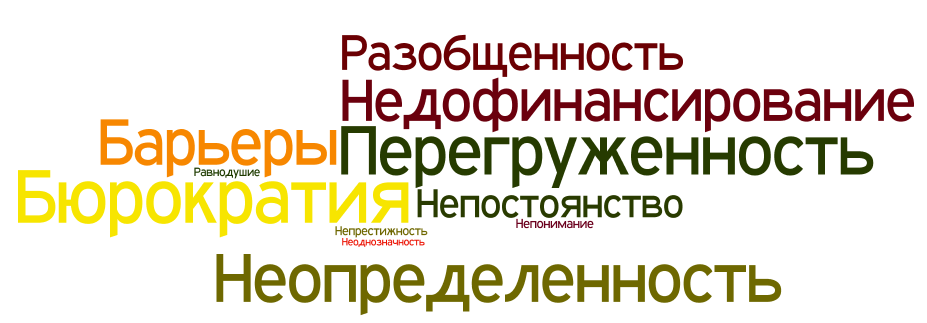 Разобщенность
Недофинансирование
Барьеры
Перегруженность
Равнодушие
Бюрократия
Непостоянство
Непонимание
Непрестижность
Неоднозначность
Неопределенность